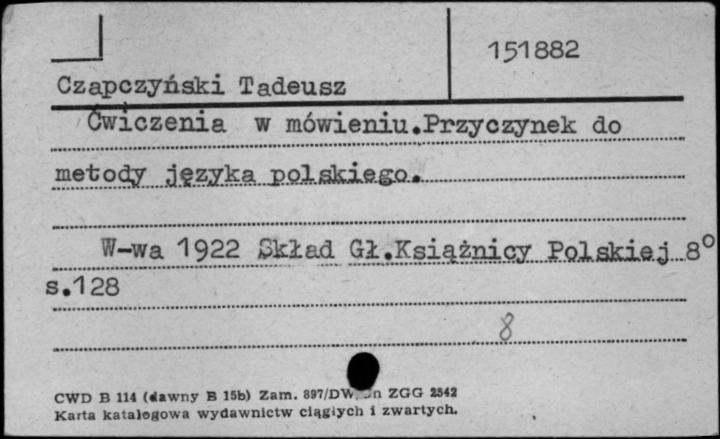 151882
Czapczyński Tadeusz
Ćwiczenia w mówieniu.Przyczynek do
metody języka polskiego.
W-wa 1922 Skład Gł.Książnicy Polskiej 8°
s.128
8
CWD B 114 (dawny B 15b) Zam. 897/DW ZGG 2542
Karta katalogowa wydawnictw ciągłych i zwartych.